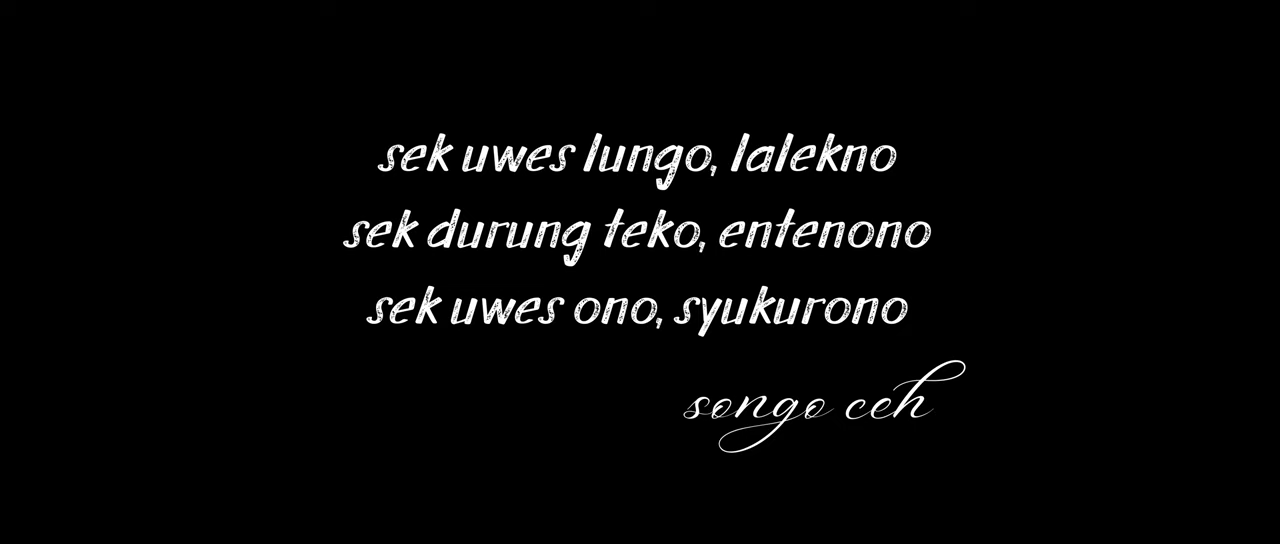 sek uwes lungo, lalekno
sek durung teko, entenono
sek uwes ono, syukurono
songo ceh